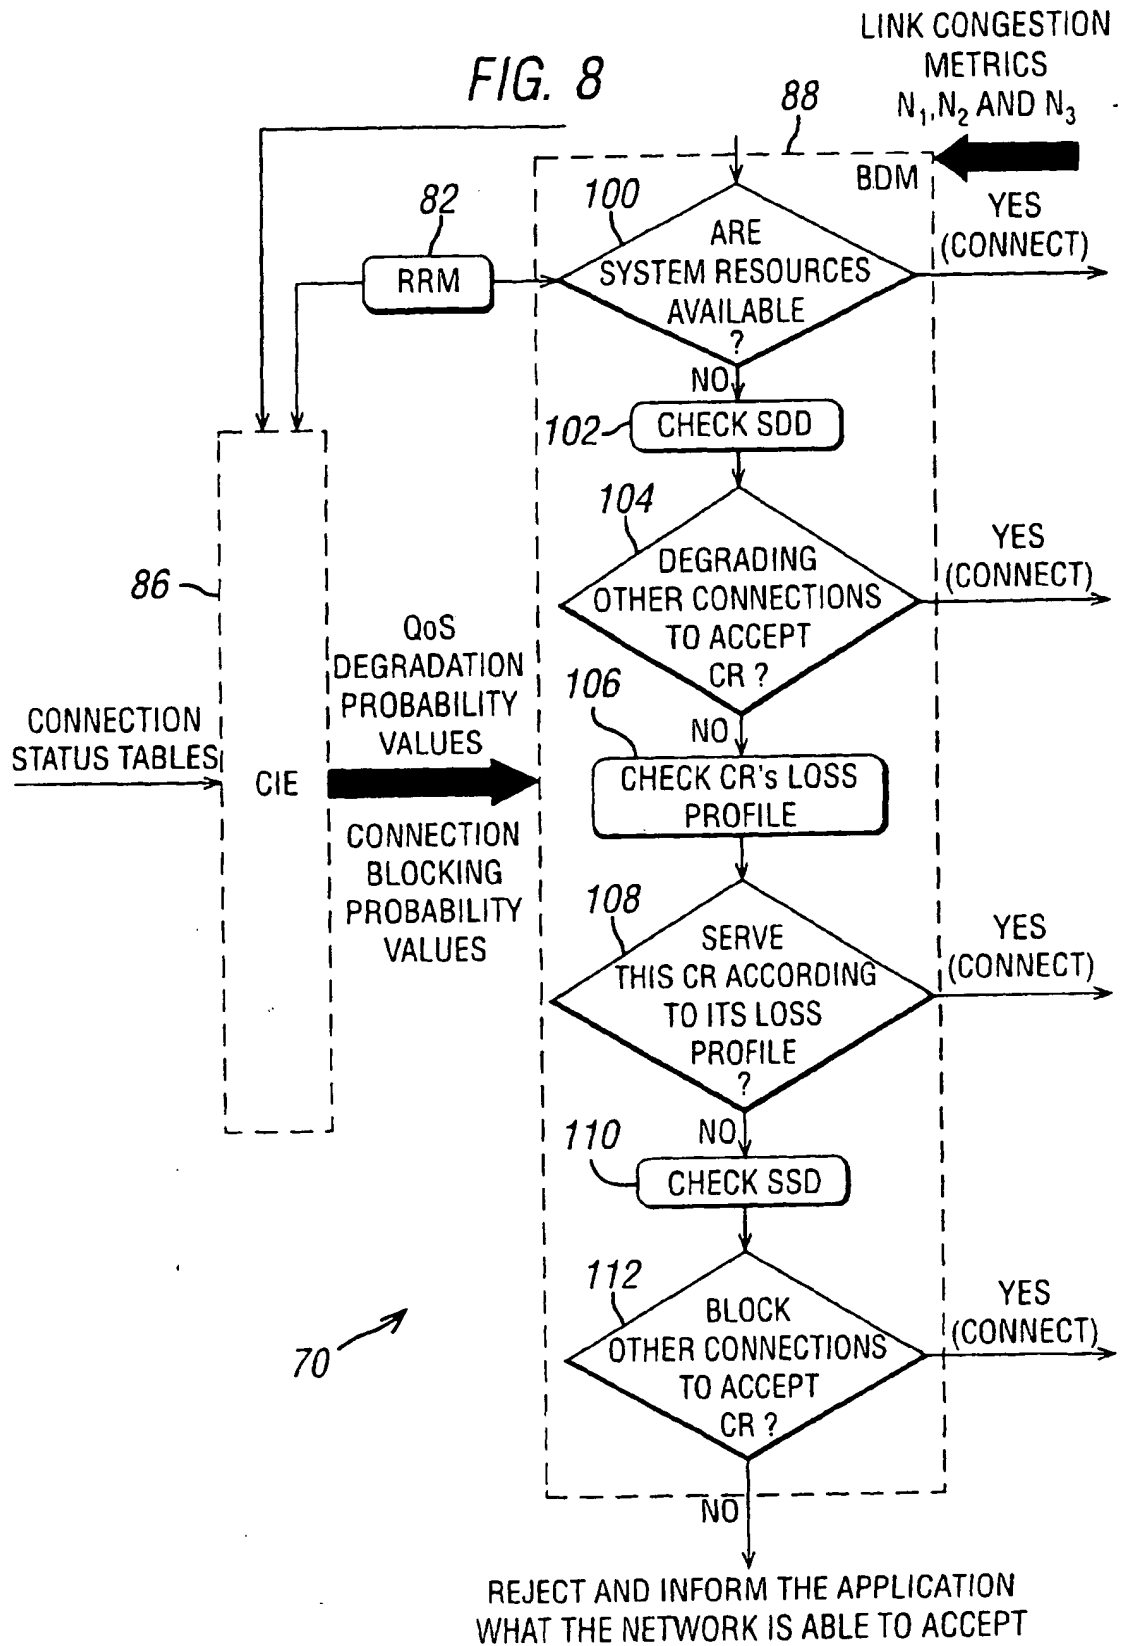 LINK CONGESTION
METRICS
N1,N2 AND N3
FIG. 8
88
BDM
100
82
RRM
ARE
SYSTEM RESOURCES
AVAILABLE
?
YES
(CONNECT)
NO
102
CHECK SDD
104
DEGRADING
OTHER CONNECTIONS
TO ACCEPT
CR ?
YES
(CONNECT)
86
QoS
DEGRADATION
PROBABILITY
VALUES
CONNECTION
STATUS TABLES
CIE
CONNECTION
BLOCKING
PROBABILITY
VALUES
NO
106
CHECK CR's LOSS
PROFILE
108
SERVE
THIS CR ACCORDING
TO ITS LOSS
PROFILE
?
YES
(CONNECT)
NO
110
CHECK SSD
112
BLOCK
OTHER CONNECTIONS
TO ACCEPT
CR ?
YES
(CONNECT)
70
NO
REJECT AND INFORM THE APPLICATION
WHAT THE NETWORK IS ABLE TO ACCEPT